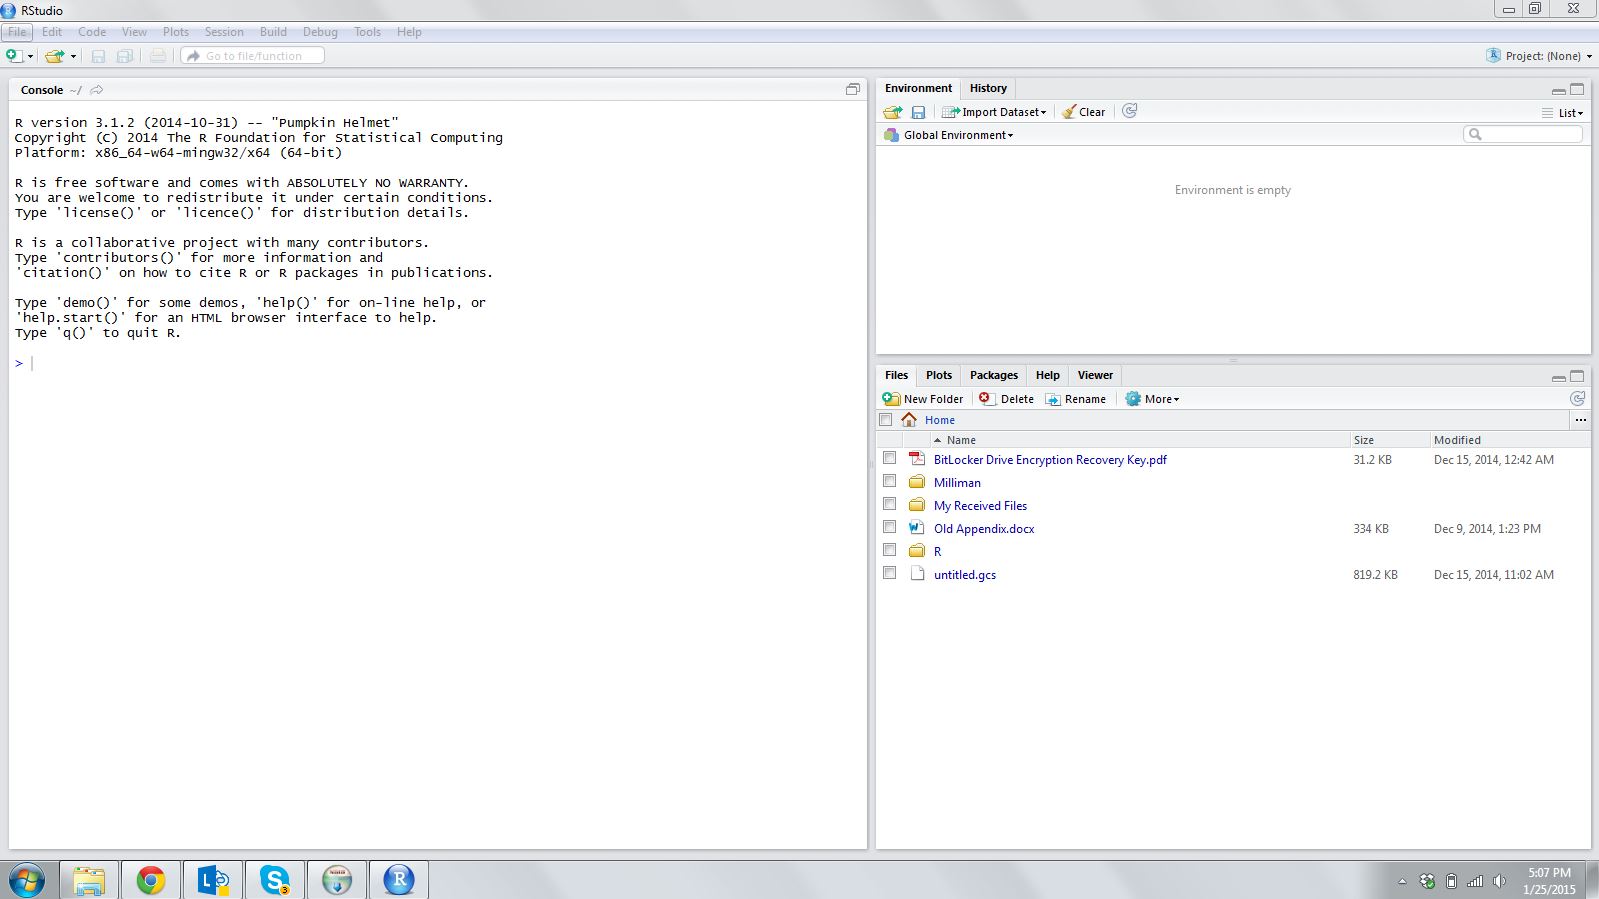 RStudio
File Edit Code View Plots Session Build Debug Tools Help
Go to file/function
Project: (None)
Console ~/
R version 3.1.2 (2014-10-31) -- "Pumpkin Helmet"
Copyright (C) 2014 The R Foundation for Statistical Computing
Platform: x86_64-w64-mingw32/x64 (64-bit)
R is free software and comes with ABSOLUTELY NO WARRANTY.
You are welcome to redistribute it under certain conditions.
Type 'license()' or 'licence()' for distribution details.
R is a collaborative project with many contributors.
Type 'contributors()' for more information and
'citation()' on how to cite R or R packages in publications.
Type 'demo()' for some demos, 'help()' for on-line help, or
'help.start()' for an HTML browser interface to help.
Type 'q()' to quit R.
>
Environment History
Import Dataset Clear List
Global Environment
Environment is empty
Files Plots Packages Help Viewer
New Folder Delete Rename More
Home
Name Size Modified
BitLocker Drive Encryption Recovery Key.pdf 31.2 KB Dec 15, 2014, 12:42 AM
Milliman
My Received Files
Old Appendix.docx 334 KB Dec 9, 2014, 1:23 PM
R
untitled.gcs 819.2 KB Dec 15, 2014, 11:02 AM
5:07 PM
1/25/2015